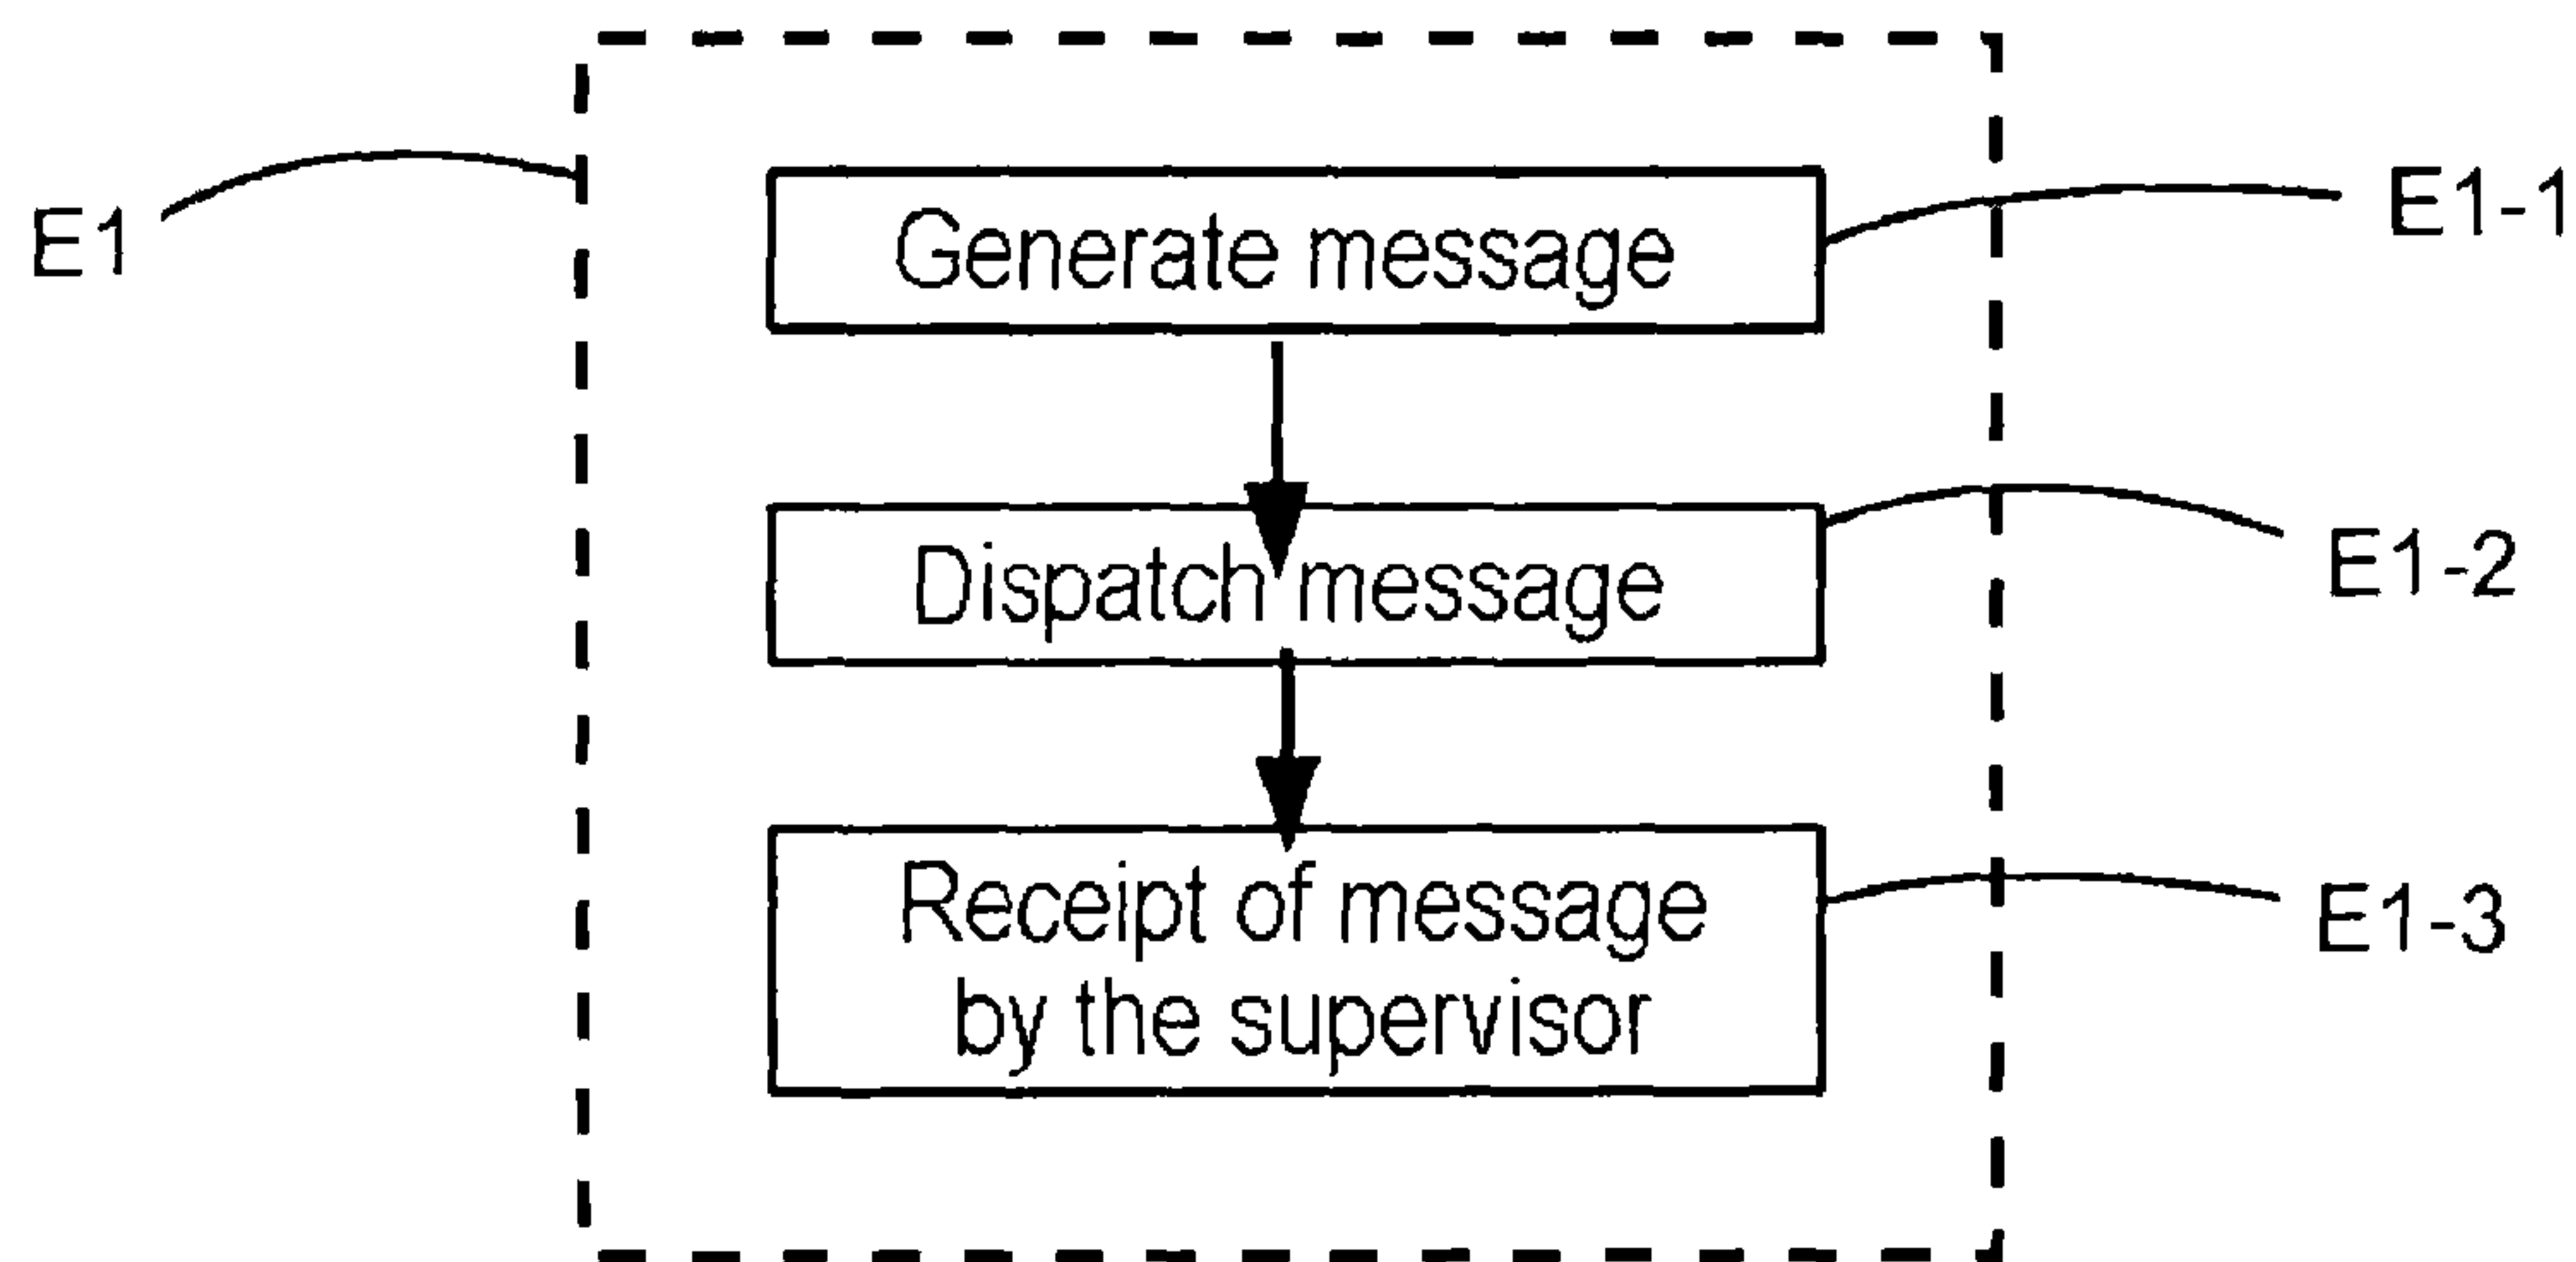 E1
Generate message
E1-1
Dispatch message
E1-2
Receipt of message
by the supervisor
E1-3